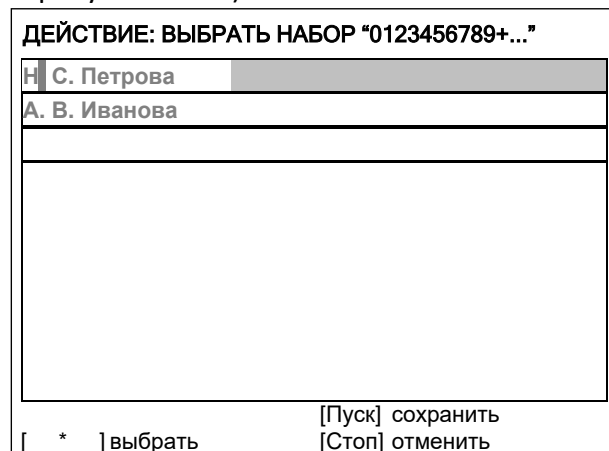 ДЕЙСТВИЕ: ВЫБРАТЬ НАБОР “0123456789+...”
Н С. Петрова
А. В. Иванова
[Пуск] сохранить
[ * ] выбрать [Стоп] отменить